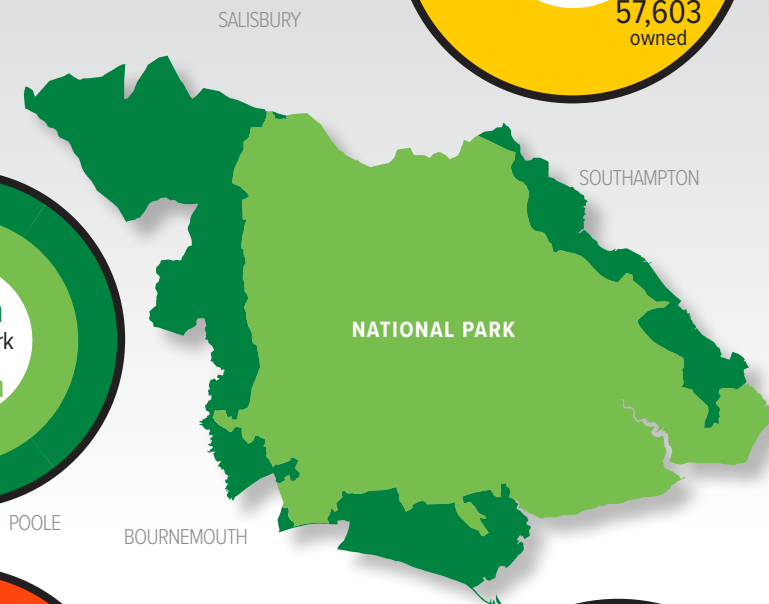 SALISBURY
57,603
owned
SOUTHAMPTON
NATIONAL PARK
POOLE
BOURNEMOUTH